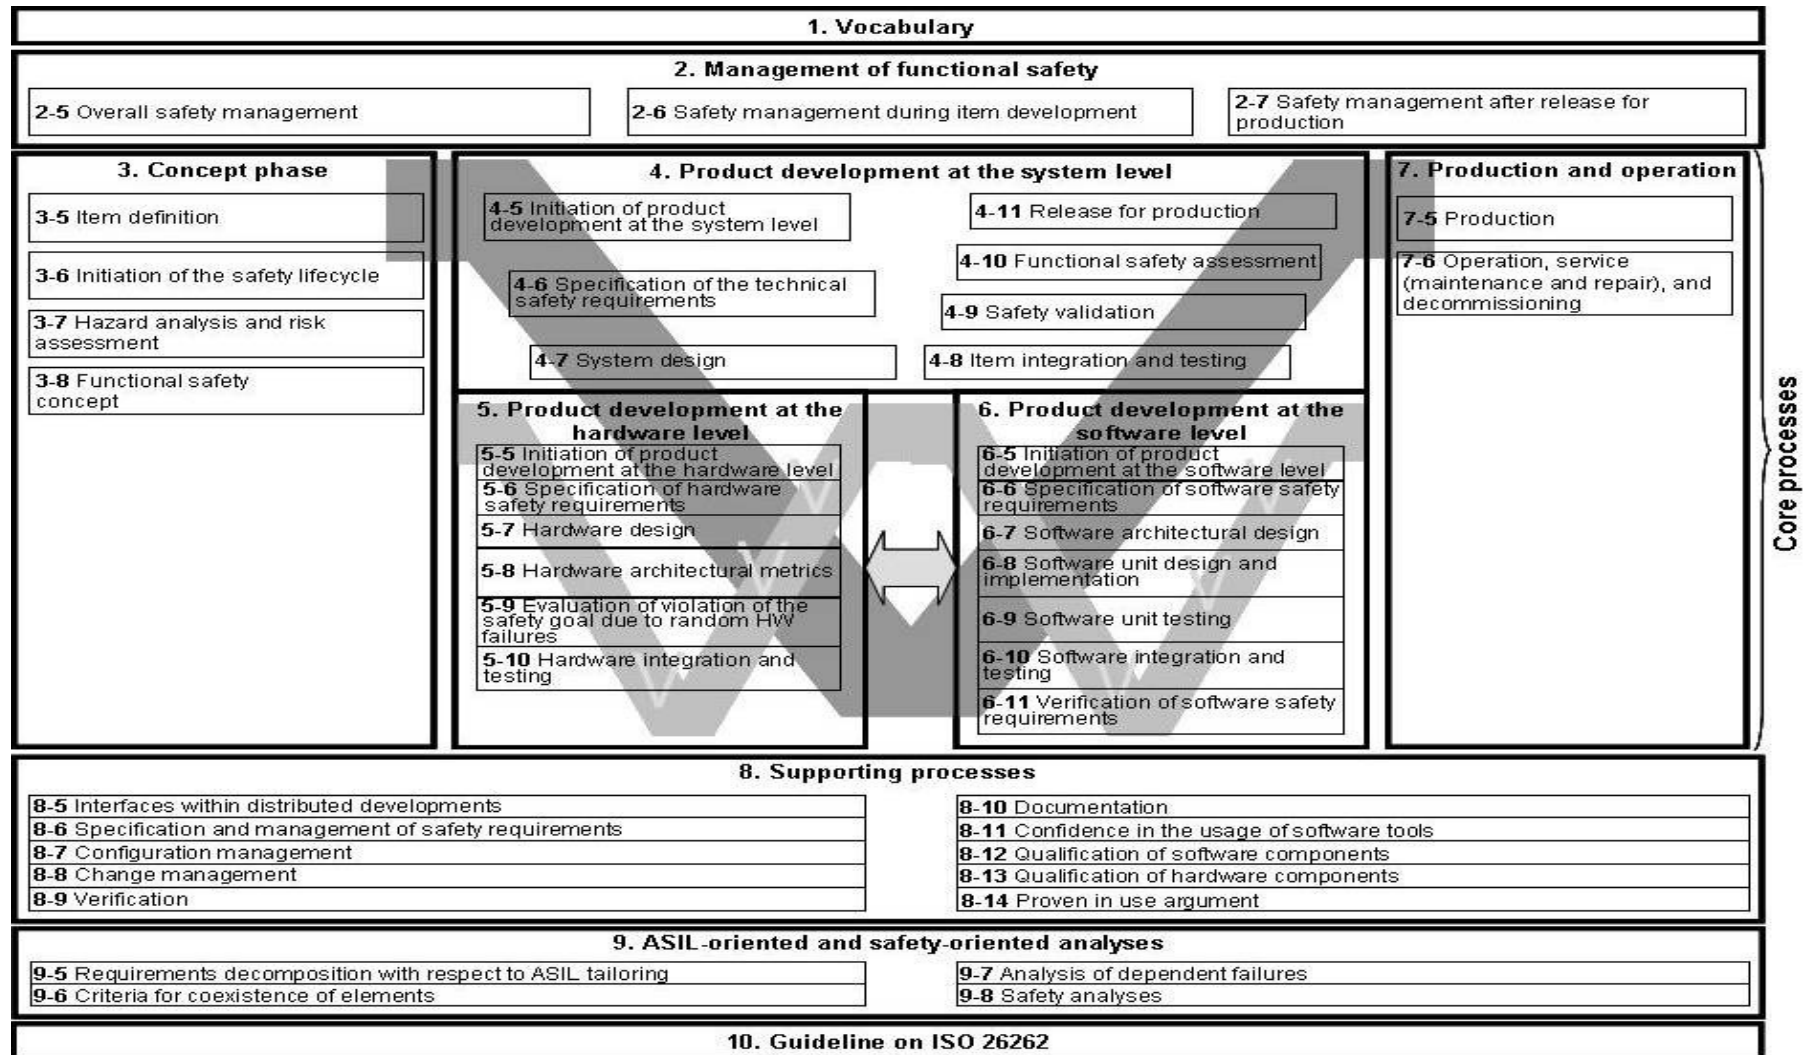 1. Vocabulary
2. Management of functional safety
2-5 Overall safety management
2-6 Safety management during item development
2-7 Safety management after release for
production
3. Concept phase
3-5 Item definition
3-6 Initiation of the safety lifecycle
3-7 Hazard analysis and risk
assessment
3-8 Functional safety
concept
4. Product development at the system level
4-5 Initiation of product
development at the system level
4-6 Specification of the technical
safety requirements
4-7 System design
4-11 Release for production
4-10 Functional safety assessment
4-9 Safety validation
4-8 Item integration and testing
7. Production and operation
7-5 Production
7-6 Operation, service
(maintenance and repair), and
decommissioning
5. Product development at the
hardware level
5-5 Initiation of product
development at the hardware level
5-6 Specification of hardware
safety requirements
5-7 Hardware design
5-8 Hardware architectural metrics
5-9 Evaluation of violation of the
safety goal due to random HW
failures
5-10 Hardware integration and
testing
6. Product development at the
software level
6-5 Initiation of product
development at the software level
6-6 Specification of software safety
requirements
6-7 Software architectural design
6-8 Software unit design and
implementation
6-9 Software unit testing
6-10 Software integration and
testing
6-11 Verification of software safety
requirements
Core processes
8. Supporting processes
8-5 Interfaces within distributed developments
8-6 Specification and management of safety requirements
8-7 Configuration management
8-8 Change management
8-9 Verification
8-10 Documentation
8-11 Confidence in the usage of software tools
8-12 Qualification of software components
8-13 Qualification of hardware components
8-14 Proven in use argument
9. ASIL-oriented and safety-oriented analyses
9-5 Requirements decomposition with respect to ASIL tailoring
9-6 Criteria for coexistence of elements
9-7 Analysis of dependent failures
9-8 Safety analyses
10. Guideline on ISO 26262